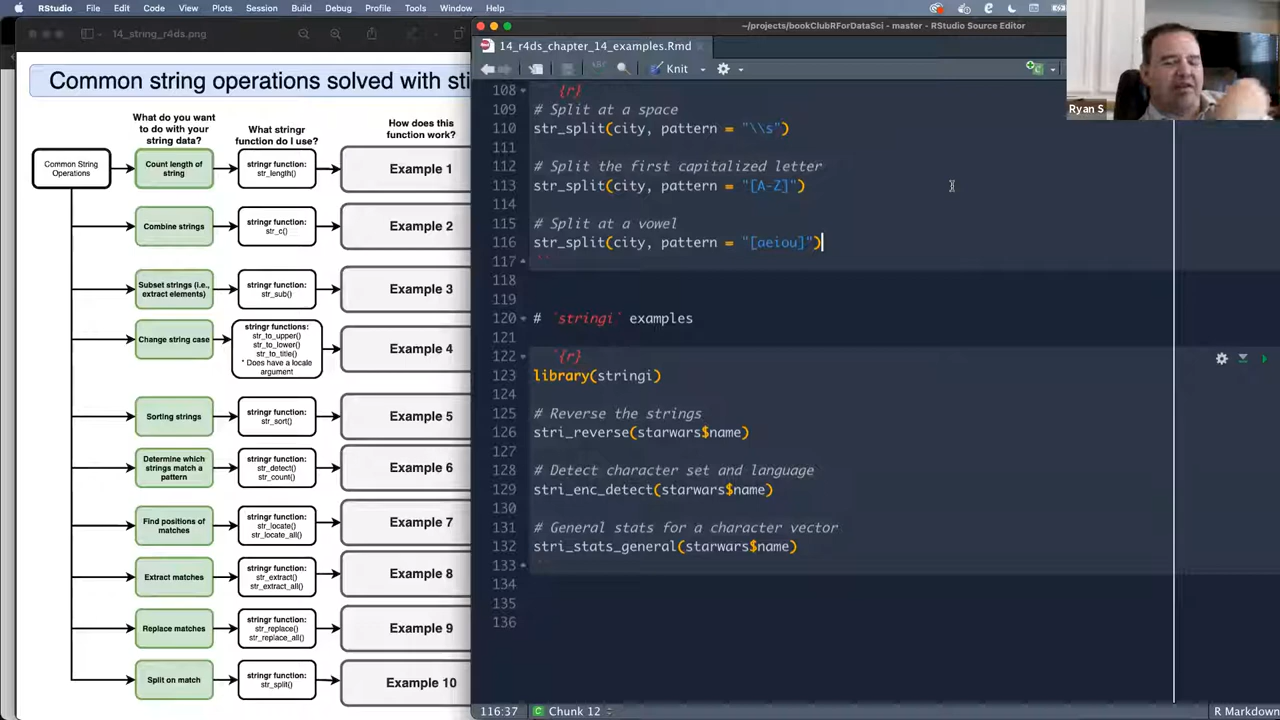 RStudio File Edit Code View Plots Session Build Debug Profile Tools Window Help
14_string_r4ds.png
~/projects/bookClubRForDataSci - master - RStudio Source Editor
14_r4ds_chapter_14_examples.Rmd
Knit
Ryan S
Common string operations solved with sti
What do you want
to do with your
string data?
What stringr
function do I use?
How does this
function work?
Common String
Operations
Count length of
string
stringr function:
str_length()
Example 1
Combine strings
stringr function:
str_c()
Example 2
Subset strings (i.e.,
extract elements)
stringr function:
str_sub()
Example 3
Change string case
stringr functions:
str_to_upper()
str_to_lower()
str_to_title()
* Does have a locale
argument
Example 4
Sorting strings
stringr function:
str_sort()
Example 5
Determine which
strings match a
pattern
stringr function:
str_detect()
str_count()
Example 6
Find positions of
matches
stringr function:
str_locate()
str_locate_all()
Example 7
Extract matches
stringr function:
str_extract()
str_extract_all()
Example 8
Replace matches
stringr function:
str_replace()
str_replace_all()
Example 9
Split on match
stringr function:
str_split()
Example 10
108 {r}
109 # Split at a space
110 str_split(city, pattern = "\\s")
111
112 # Split the first capitalized letter
113 str_split(city, pattern = "[A-Z]")
114
115 # Split at a vowel
116 str_split(city, pattern = "[aeiou]")
117 ``
118
119
120 # `stringi` examples
121
122 `{r}
123 library(stringi)
124
125 # Reverse the strings
126 stri_reverse(starwars$name)
127
128 # Detect character set and language
129 stri_enc_detect(starwars$name)
130
131 # General stats for a character vector
132 stri_stats_general(starwars$name)
133
134
135
136
116:37 Chunk 12 R Markdown